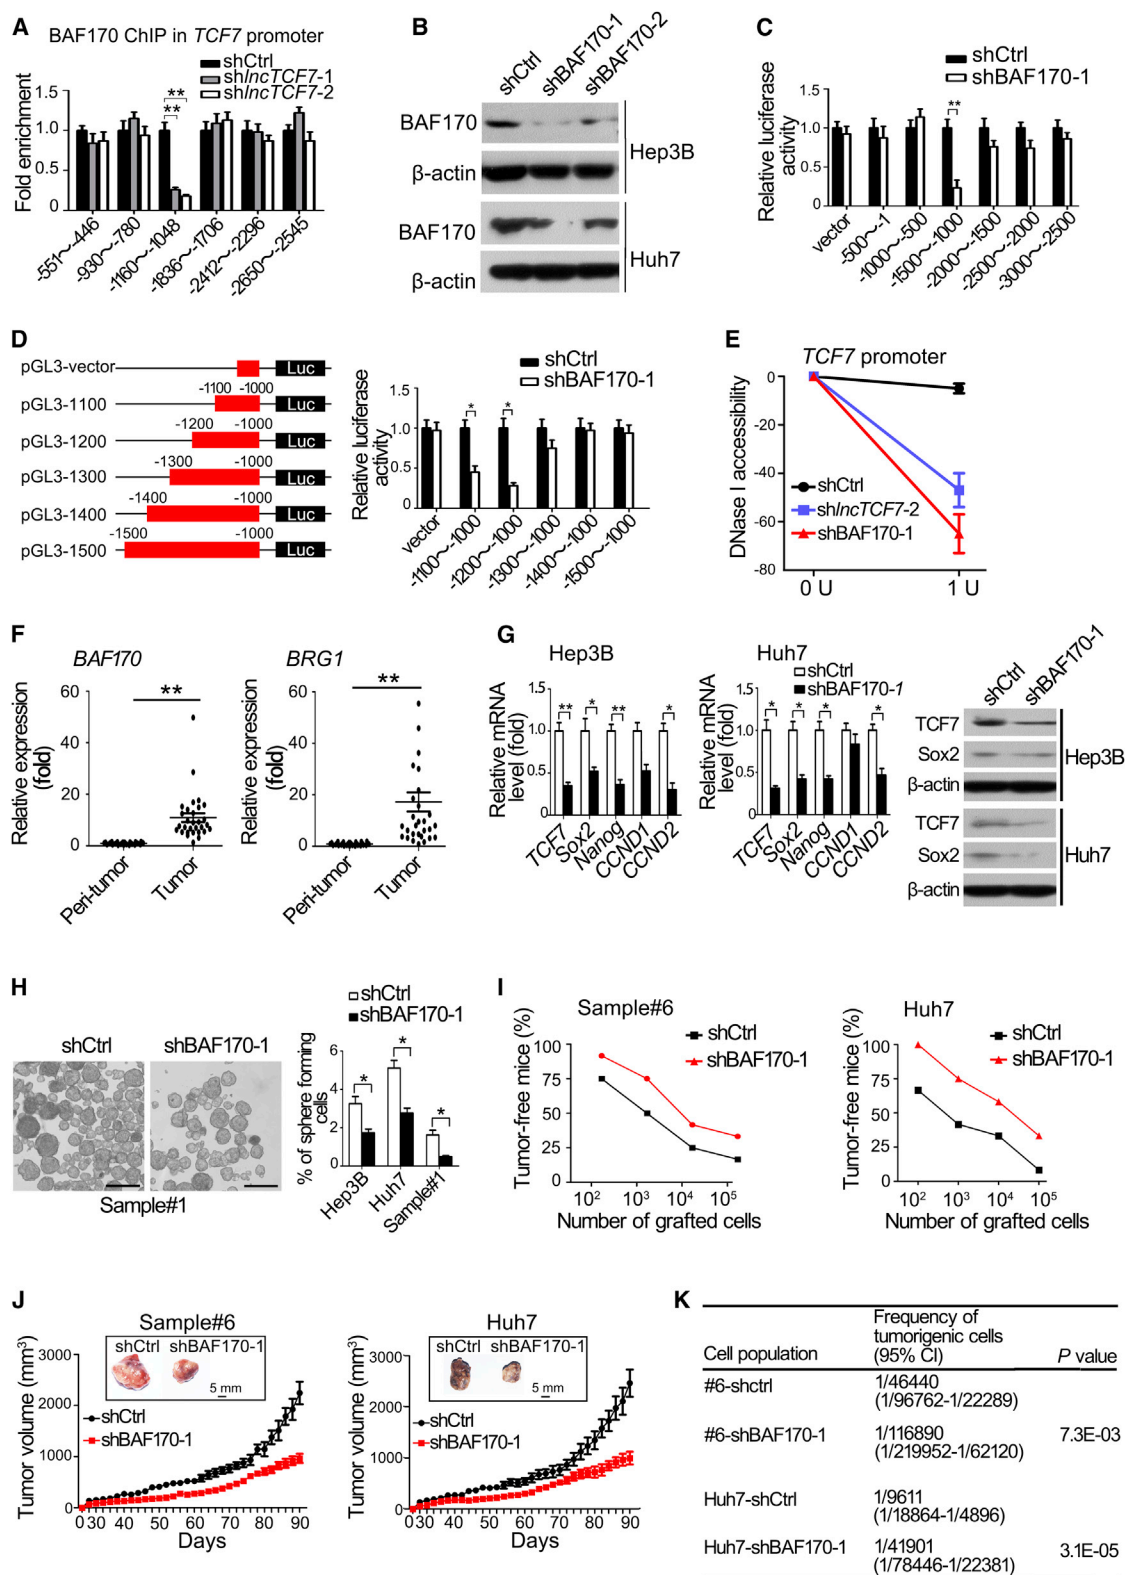 A
BAF170 ChIP in TCF7 promoter
shCtrl
shlncTCF7-1
shlncTCF7-2
Fold enrichment
1.5
1.0
0.5
0
**
**
-551~-446
-930~-780
-1160~-1048
-1836~-1706
-2412~-2296
-2650~-2545
B
shCtrl
shBAF170-1
shBAF170-2
BAF170
β-actin
Hep3B
BAF170
β-actin
Huh7
C
shCtrl
shBAF170-1
Relative luciferase
activity
1.5
1.0
0.5
0
**
vector
-500~-1
-1000~-500
-1500~-1000
-2000~-1500
-2500~-2000
-3000~-2500
D
pGL3-vector
Luc
-1100 -1000
pGL3-1100
Luc
-1200 -1000
pGL3-1200
Luc
-1300 -1000
pGL3-1300
Luc
-1400 -1000
pGL3-1400
Luc
-1500 -1000
pGL3-1500
Luc
shCtrl
shBAF170-1
Relative luciferase
activity
1.5
1.0
0.5
0
*
*
vector
-1100~-1000
-1200~-1000
-1300~-1000
-1400~-1000
-1500~-1000
E
TCF7 promoter
DNase I accessibility
0
-20
-40
-60
-80
shCtrl
shlncTCF7-2
shBAF170-1
0 U
1 U
F
BAF170
Relative expression
(fold)
60
40
20
0
**
Peri-tumor
Tumor
BRG1
Relative expression
(fold)
60
40
20
0
**
Peri-tumor
Tumor
G
Hep3B
Huh7
shCtrl
shBAF170-1
Relative mRNA
level (fold)
1.5
1.0
0.5
0
**
*
**
*
TCF7
Sox2
Nanog
CCND1
CCND2
Relative mRNA
level (fold)
1.5
1.0
0.5
0
*
*
*
*
TCF7
Sox2
Nanog
CCND1
CCND2
shCtrl
shBAF170-1
TCF7
Sox2
β-actin
Hep3B
TCF7
Sox2
β-actin
Huh7
H
shCtrl
shBAF170-1
Sample#1
shCtrl
shBAF170-1
% of sphere forming
cells
6
4
2
0
*
*
*
Hep3B
Huh7
Sample#1
I
Sample#6
shCtrl
shBAF170-1
Tumor-free mice (%)
100
75
50
25
0
10² 10³ 10⁴ 10⁵
Number of grafted cells
Huh7
shCtrl
shBAF170-1
Tumor-free mice (%)
100
75
50
25
0
10² 10³ 10⁴ 10⁵
Number of grafted cells
J
Sample#6
shCtrl shBAF170-1
5 mm
shCtrl
shBAF170-1
Tumor volume (mm³)
3000
2000
1000
0
0 30 40 50 60 70 80 90
Days
Huh7
shCtrl shBAF170-1
5 mm
shCtrl
shBAF170-1
Tumor volume (mm³)
3000
2000
1000
0
0 30 40 50 60 70 80 90
Days
K
Cell population
Frequency of
tumorigenic cells
(95% CI)
P value
#6-shctrl
1/46440
(1/96762-1/22289)
#6-shBAF170-1
1/116890
(1/219952-1/62120)
7.3E-03
Huh7-shCtrl
1/9611
(1/18864-1/4896)
Huh7-shBAF170-1
1/41901
(1/78446-1/22381)
3.1E-05